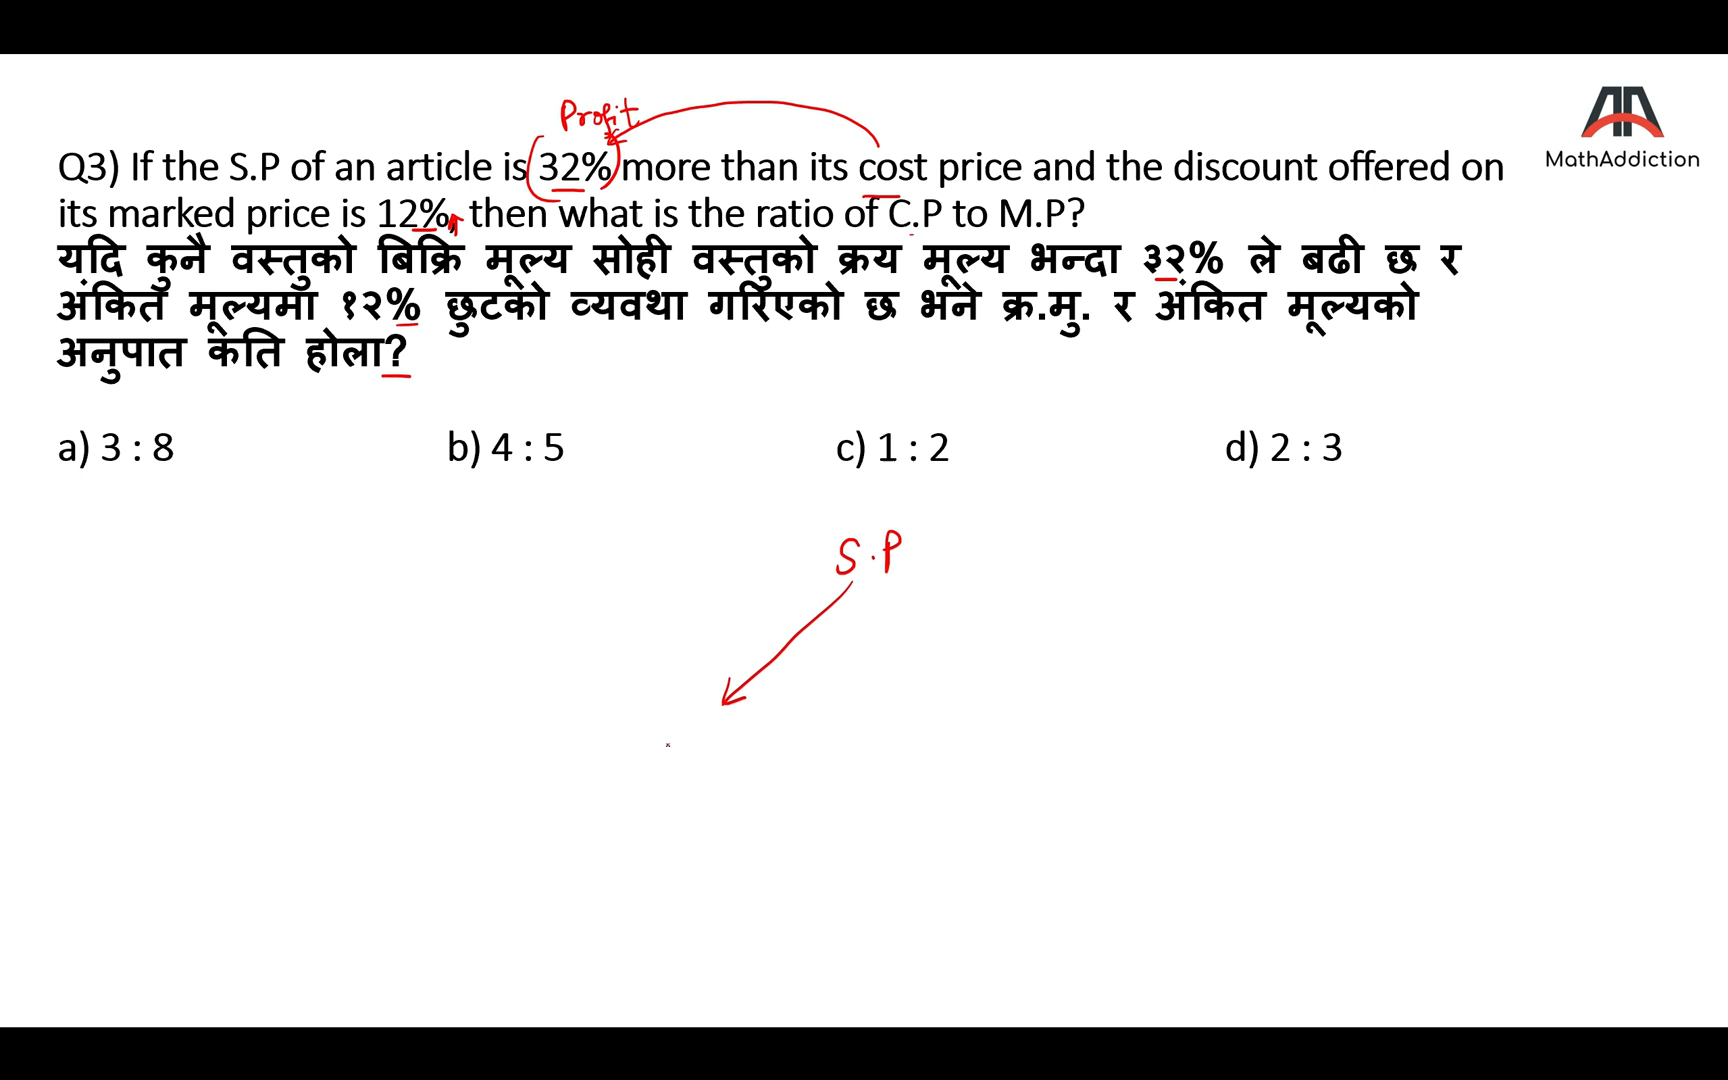 Profit
MathAddiction
Q3) If the S.P of an article is 32% more than its cost price and the discount offered on
its marked price is 12%, then what is the ratio of C.P to M.P?
यदि कुनै वस्तुको बिक्रि मूल्य सोही वस्तुको क्रय मूल्य भन्दा ३२% ले बढी छ र
अंकित मूल्यमा १२% छुटको व्यवथा गरिएको छ भने क्र.मु. र अंकित मूल्यको
अनुपात कति होला?
a) 3 : 8 b) 4 : 5 c) 1 : 2 d) 2 : 3
S.P